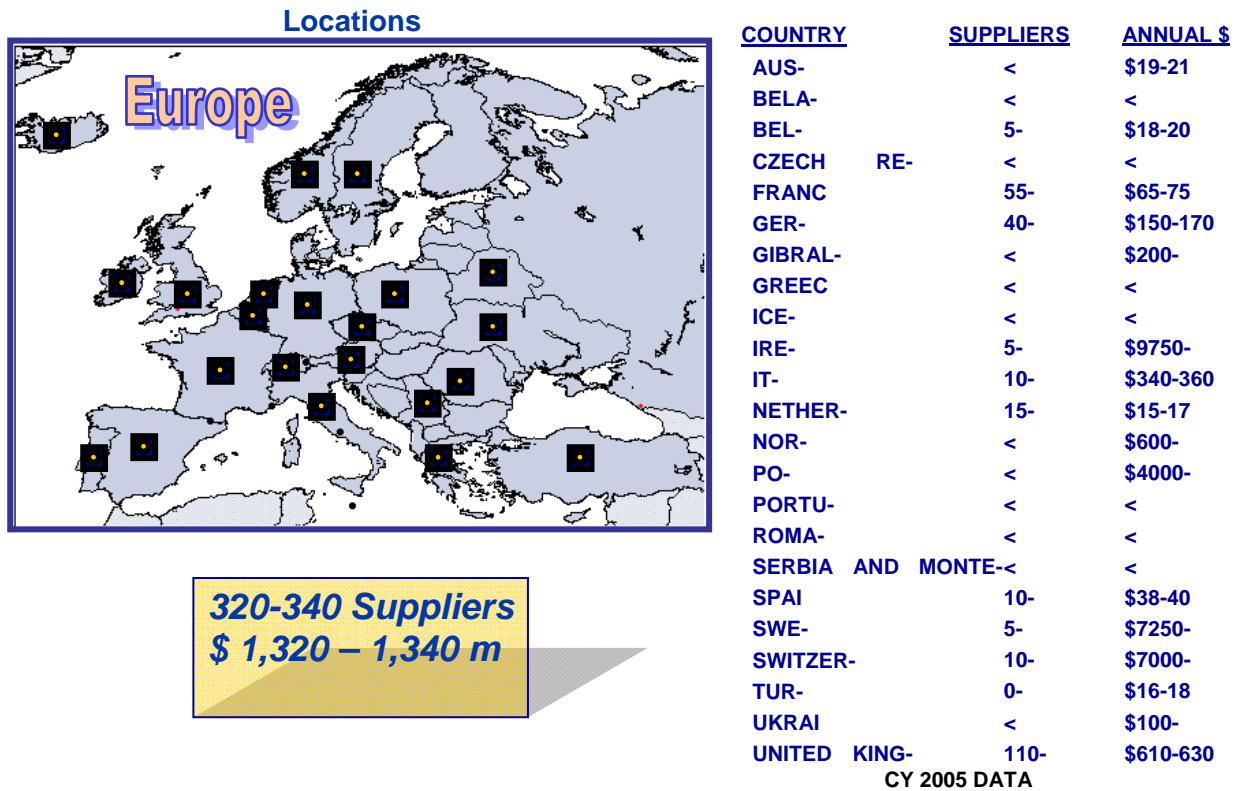 Locations
Europe
320-340 Suppliers
$ 1,320 – 1,340 m
COUNTRY SUPPLIERS ANNUAL $
AUS- < $19-21
BELA- < <
BEL- 5- $18-20
CZECH RE- < <
FRANC 55- $65-75
GER- 40- $150-170
GIBRAL- < $200-
GREEC < <
ICE- < <
IRE- 5- $9750-
IT- 10- $340-360
NETHER- 15- $15-17
NOR- < $600-
PO- < $4000-
PORTU- < <
ROMA- < <
SERBIA AND MONTE-< <
SPAI 10- $38-40
SWE- 5- $7250-
SWITZER- 10- $7000-
TUR- 0- $16-18
UKRAI < $100-
UNITED KING- 110- $610-630
CY 2005 DATA